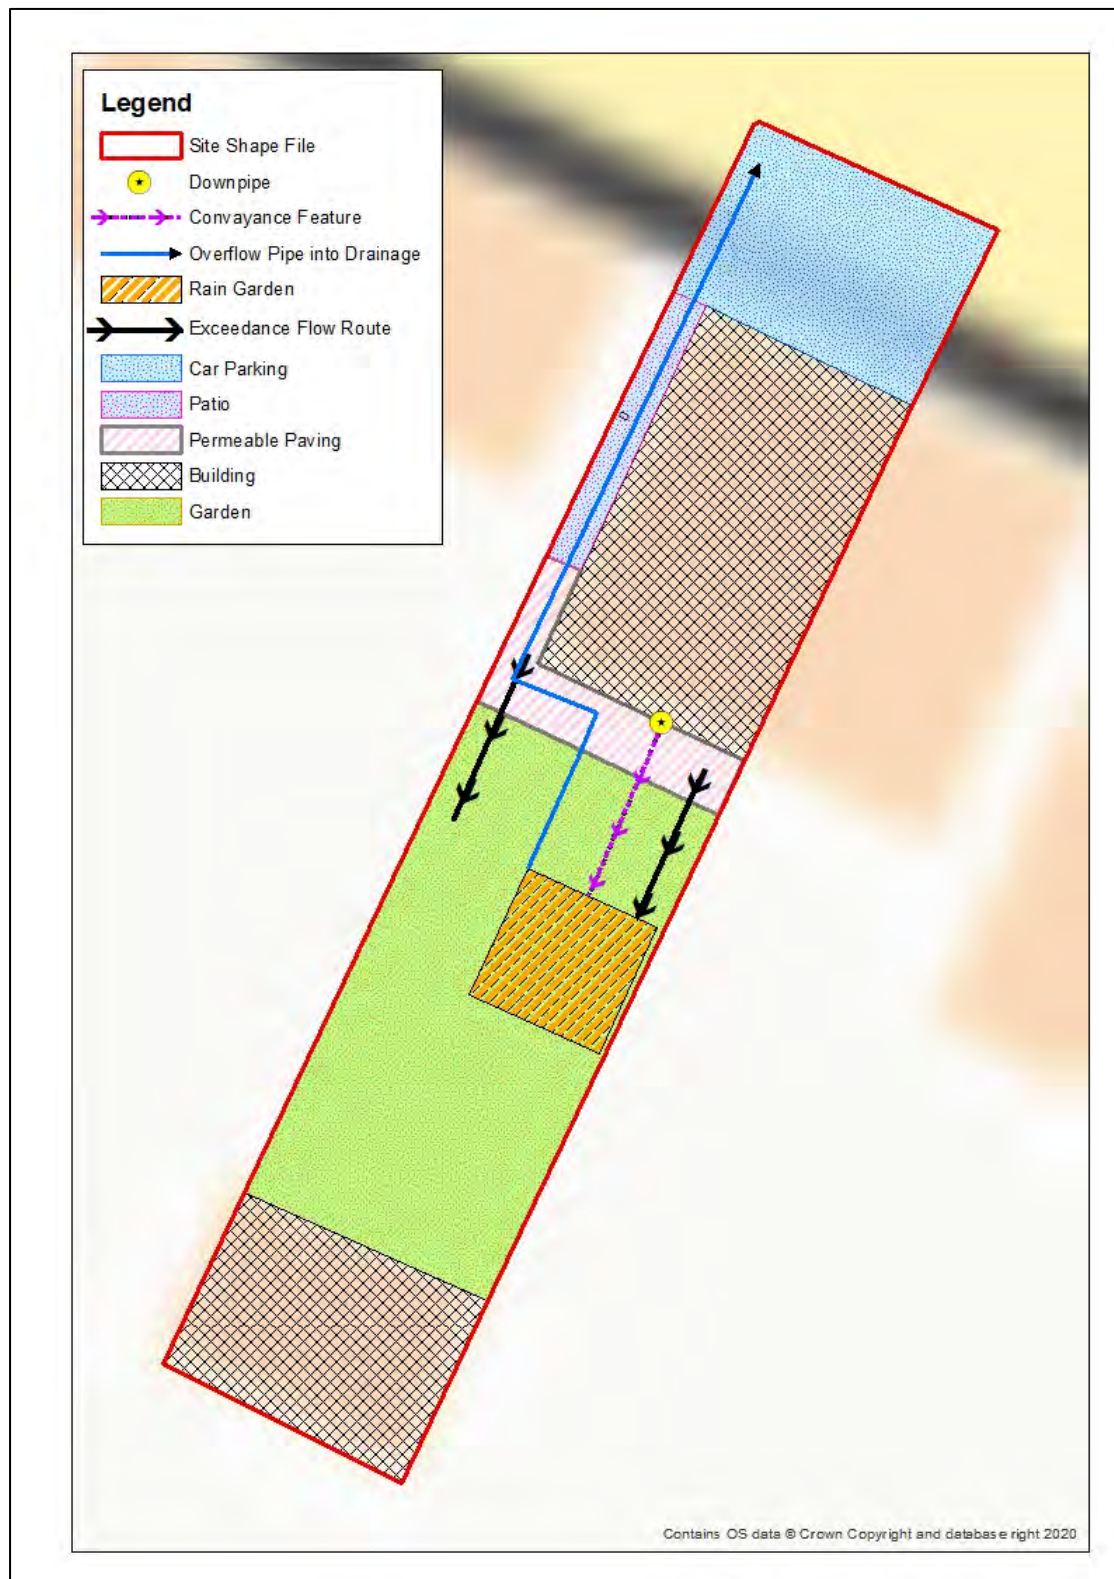 Legend
Site Shape File
Downpipe
Convayance Feature
Overflow Pipe into Drainage
Rain Garden
Exceedance Flow Route
Car Parking
Patio
Permeable Paving
Building
Garden
Contains OS data © Crown Copyright and database right 2020